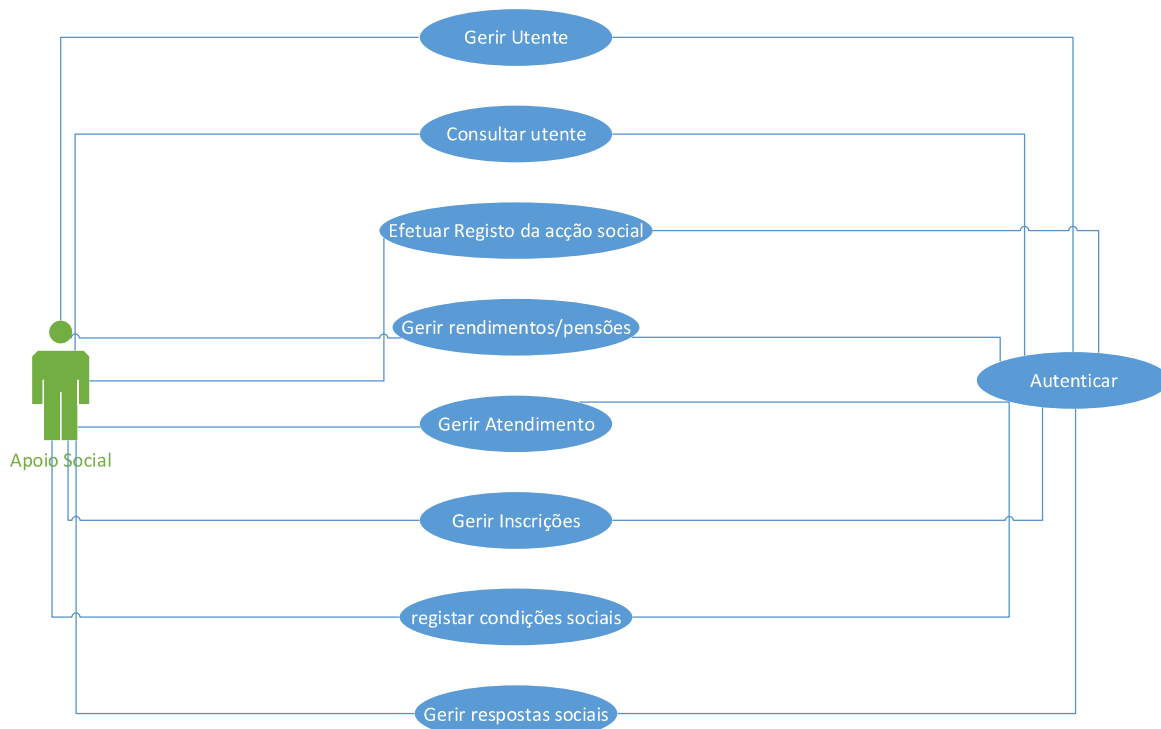 Gerir Utente
Consultar utente
Efetuar Registo da acção social
Gerir rendimentos/pensões
Autenticar
Gerir Atendimento
Apoio Social
Gerir Inscrições
registar condições sociais
Gerir respostas sociais